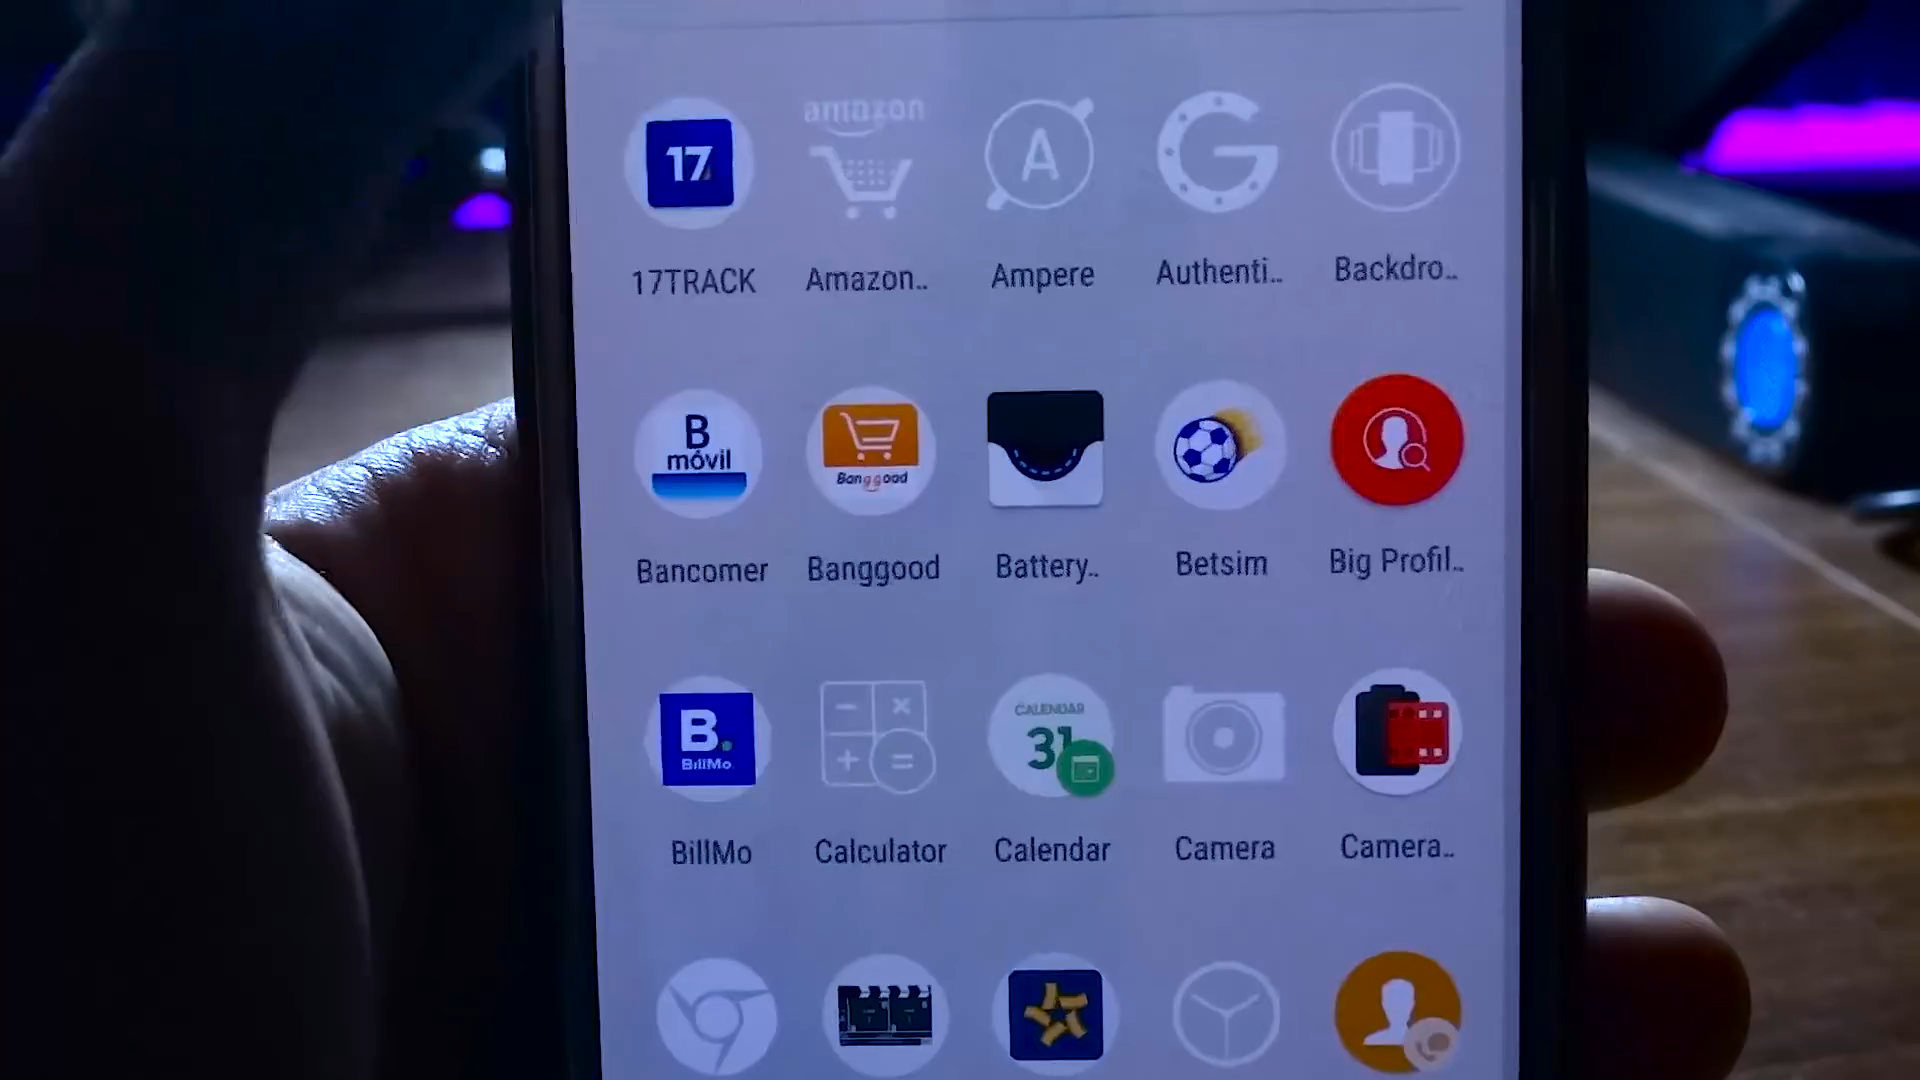 17
amazon
A
G
17TRACK
Amazon..
Ampere
Authenti..
Backdro..
B
móvil
Banggood
Bancomer
Banggood
Battery..
Betsim
Big Profil..
B.
BillMo
CALENDAR
31
BillMo
Calculator
Calendar
Camera
Camera..